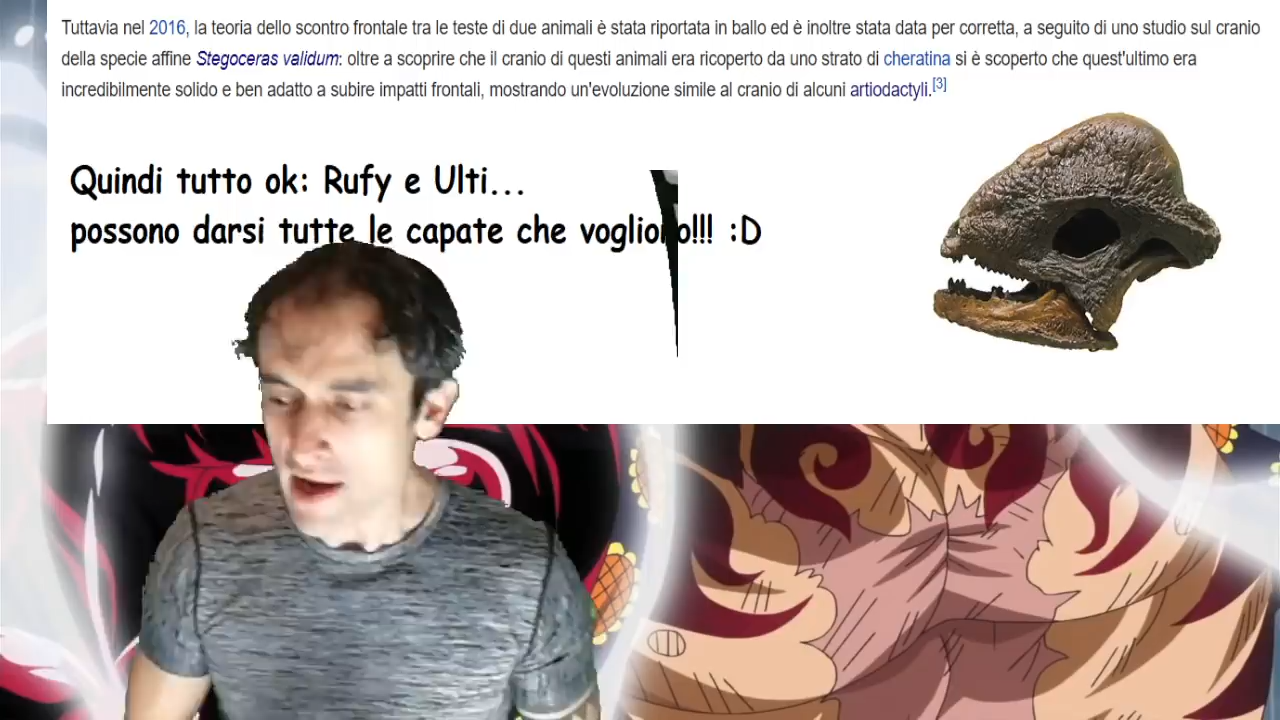 Tuttavia nel 2016, la teoria dello scontro frontale tra le teste di due animali è stata riportata in ballo ed è inoltre stata data per corretta, a seguito di uno studio sul cranio
della specie affine Stegoceras validum: oltre a scoprire che il cranio di questi animali era ricoperto da uno strato di cheratina si è scoperto che quest'ultimo era
incredibilmente solido e ben adatto a subire impatti frontali, mostrando un'evoluzione simile al cranio di alcuni artiodactyli.[3]
Quindi tutto ok: Rufy e Ulti...
possono darsi tutte le capate che vogliono!!! :D